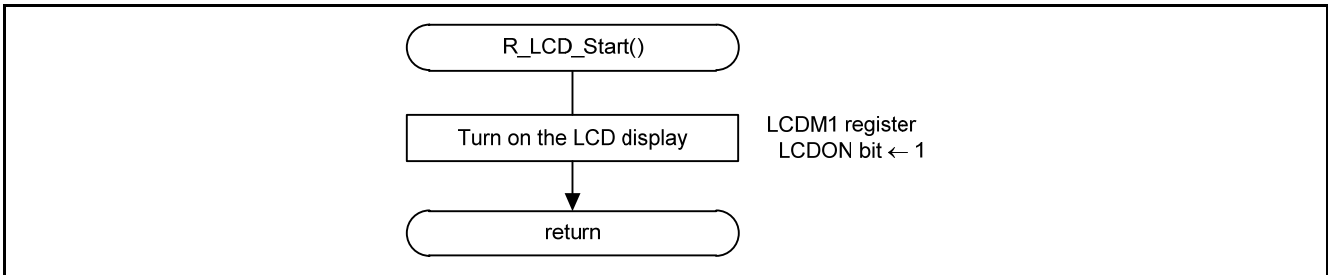 R_LCD_Start()
Turn on the LCD display
LCDM1 register
LCDON bit ← 1
return